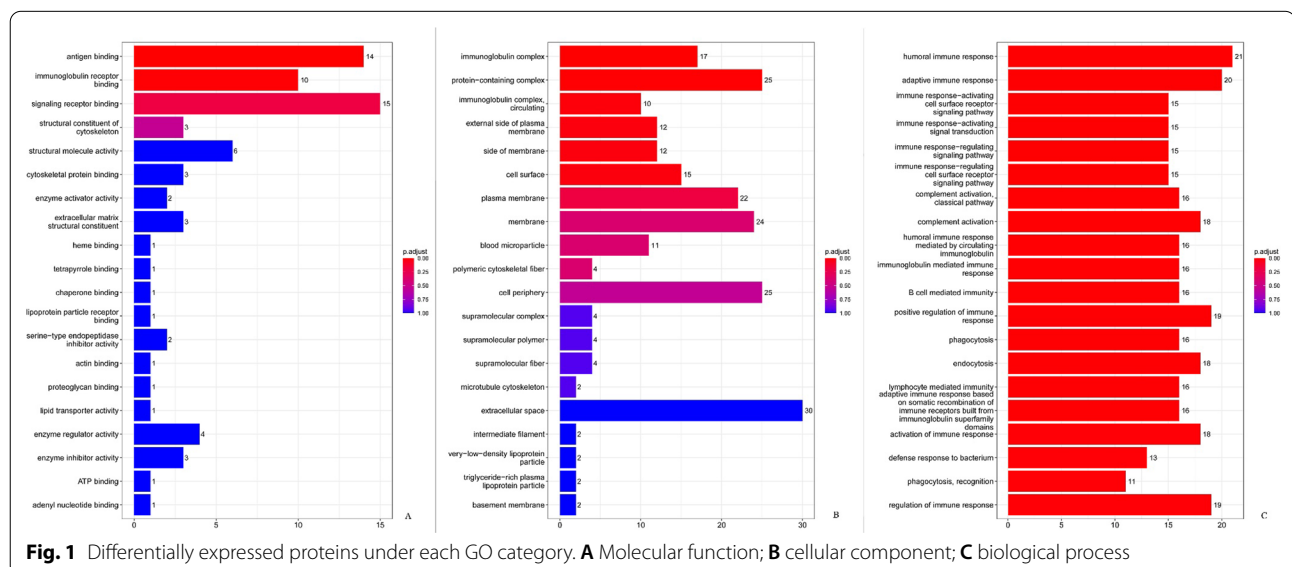 antigen binding
14
immunoglobulin receptor
binding
10
signaling receptor binding
15
structural constituent of
cytoskeleton
3
structural molecule activity
6
cytoskeletal protein binding
3
enzyme activator activity
2
extracellular matrix
structural constituent
3
heme binding
1
tetrapyrrole binding
1
chaperone binding
1
lipoprotein particle receptor
binding
1
serine-type endopeptidase
inhibitor activity
2
actin binding
1
proteoglycan binding
1
lipid transporter activity
1
enzyme regulator activity
4
enzyme inhibitor activity
3
ATP binding
1
adenyl nucleotide binding
1
0 5 10 15
p.adjust
0.00
0.25
0.50
0.75
1.00
A
immunoglobulin complex
17
protein-containing complex
25
immunoglobulin complex,
circulating
10
external side of plasma
membrane
12
side of membrane
12
cell surface
15
plasma membrane
22
membrane
24
blood microparticle
11
polymeric cytoskeletal fiber
4
cell periphery
25
supramolecular complex
4
supramolecular polymer
4
supramolecular fiber
4
microtubule cytoskeleton
2
extracellular space
30
intermediate filament
2
very-low-density lipoprotein
particle
2
triglyceride-rich plasma
lipoprotein particle
2
basement membrane
2
0 10 20 30
p.adjust
0.00
0.25
0.50
0.75
1.00
B
humoral immune response
21
adaptive immune response
20
immune response-activating
cell surface receptor
signaling pathway
15
immune response-activating
signal transduction
15
immune response-regulating
signaling pathway
15
immune response-regulating
cell surface receptor
signaling pathway
15
complement activation,
classical pathway
16
complement activation
18
humoral immune response
mediated by circulating
immunoglobulin
16
immunoglobulin mediated immune
response
16
B cell mediated immunity
16
positive regulation of immune
response
19
phagocytosis
16
endocytosis
18
lymphocyte mediated immunity
16
adaptive immune response based
on somatic recombination of
immune receptors built from
immunoglobulin superfamily
domains
16
activation of immune response
18
defense response to bacterium
13
phagocytosis, recognition
11
regulation of immune response
19
0 5 10 15 20
p.adjust
0.00
0.25
0.50
0.75
1.00
C
Fig. 1 Differentially expressed proteins under each GO category. A Molecular function; B cellular component; C biological process